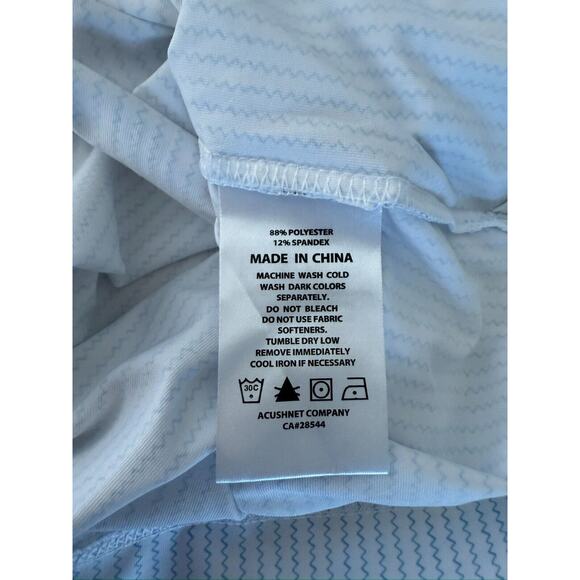 88% POLYESTER
12% SPANDEX
MADE IN CHINA
MACHINE WASH COLD
WASH DARK COLORS
SEPARATELY.
DO NOT BLEACH
DO NOT USE FABRIC
SOFTENERS.
TUMBLE DRY LOW
REMOVE IMMEDIATELY
COOL IRON IF NECESSARY
30C
ACUSHNET COMPANY
CA#28544